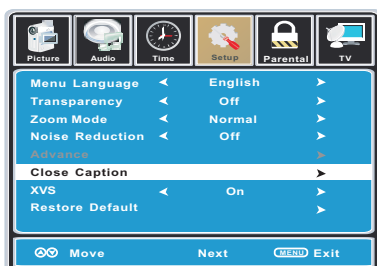 Picture Audio Time Setup Parental TV
Menu Language English
Transparency Off
Zoom Mode Normal
Noise Reduction Off
Advance
Close Caption
XVS On
Restore Default
Move Next MENU Exit